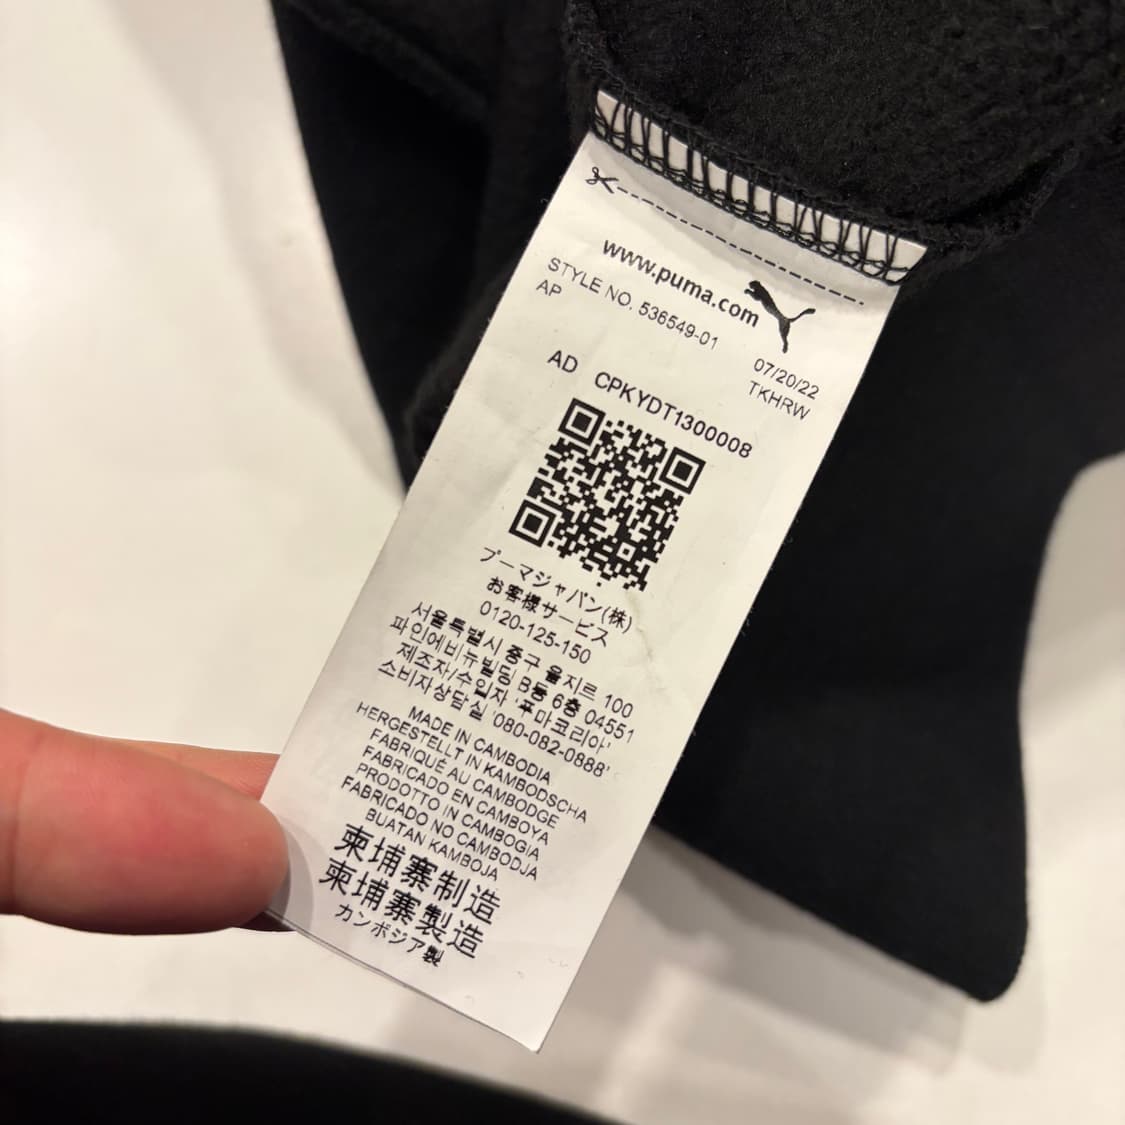 www.puma.com
STYLE NO. 536549-01
AP
07/20/22
TKHRW
AD CPKYDT1300008
プーマジャパン(株)
お客様サービス
0120-125-150
서울특별시 중구 을지르 100
파인에비뉴빌딩 B동 6층 04551
제조자/수입자 '푸마코리아'
소비자상담실 '080-082-0888'
MADE IN CAMBODIA
HERGESTELLT IN KAMBODSCHA
FABRIQUÉ AU CAMBODGE
FABRICADO EN CAMBOYA
PRODOTTO IN CAMBOGIA
FABRICADO NO CAMBODJA
BUATAN KAMBOJA
柬埔寨制造
柬埔寨製造
カンボジア製